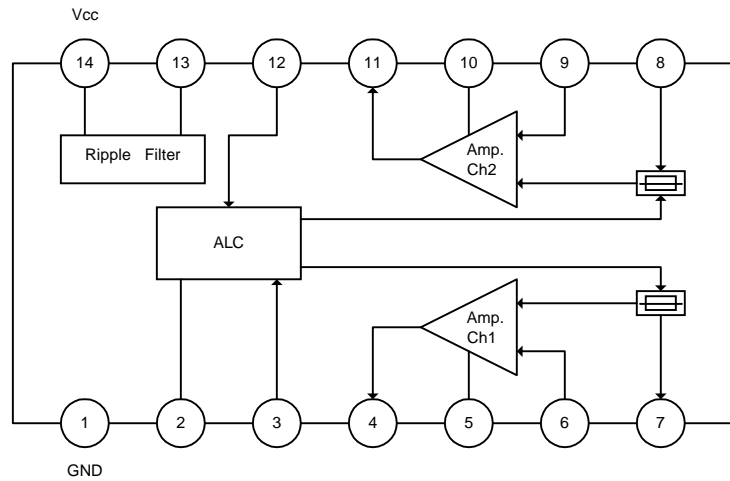 Vcc
14 13 12 11 10 9 8
Ripple Filter
Amp.
Ch2
ALC
Amp.
Ch1
1 2 3 4 5 6 7
GND